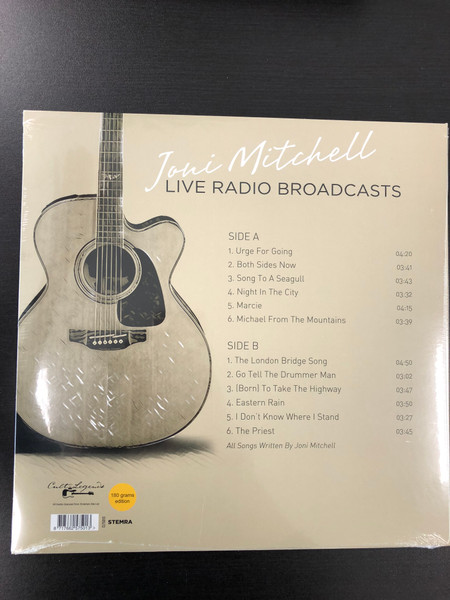 Joni Mitchell
LIVE RADIO BROADCASTS
SIDE A
1. Urge For Going 04:20
2. Both Sides Now 03:41
3. Song To A Seagull 03:43
4. Night In The City 03:32
5. Marcie 04:15
6. Michael From The Mountains 03:39
SIDE B
1. The London Bridge Song 04:50
2. Go Tell The Drummer Man 03:02
3. (Born) To Take The Highway 03:47
4. Eastern Rain 03:50
5. I Don't Know Where I Stand 03:27
6. The Priest 03:45
All Songs Written By Joni Mitchell
Cult Legends
180 grams
edition
STEMRA